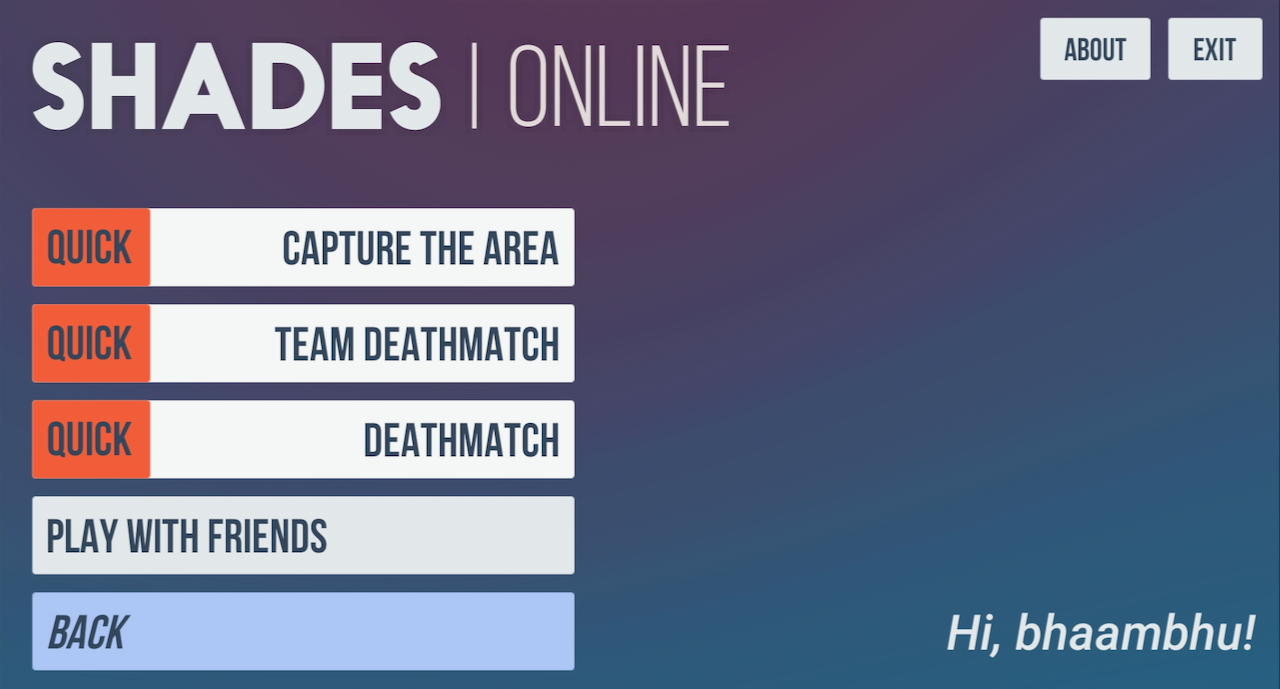 SHADES | ONLINE
ABOUT
EXIT
QUICK CAPTURE THE AREA
QUICK TEAM DEATHMATCH
QUICK DEATHMATCH
PLAY WITH FRIENDS
BACK
Hi, bhaambhu!